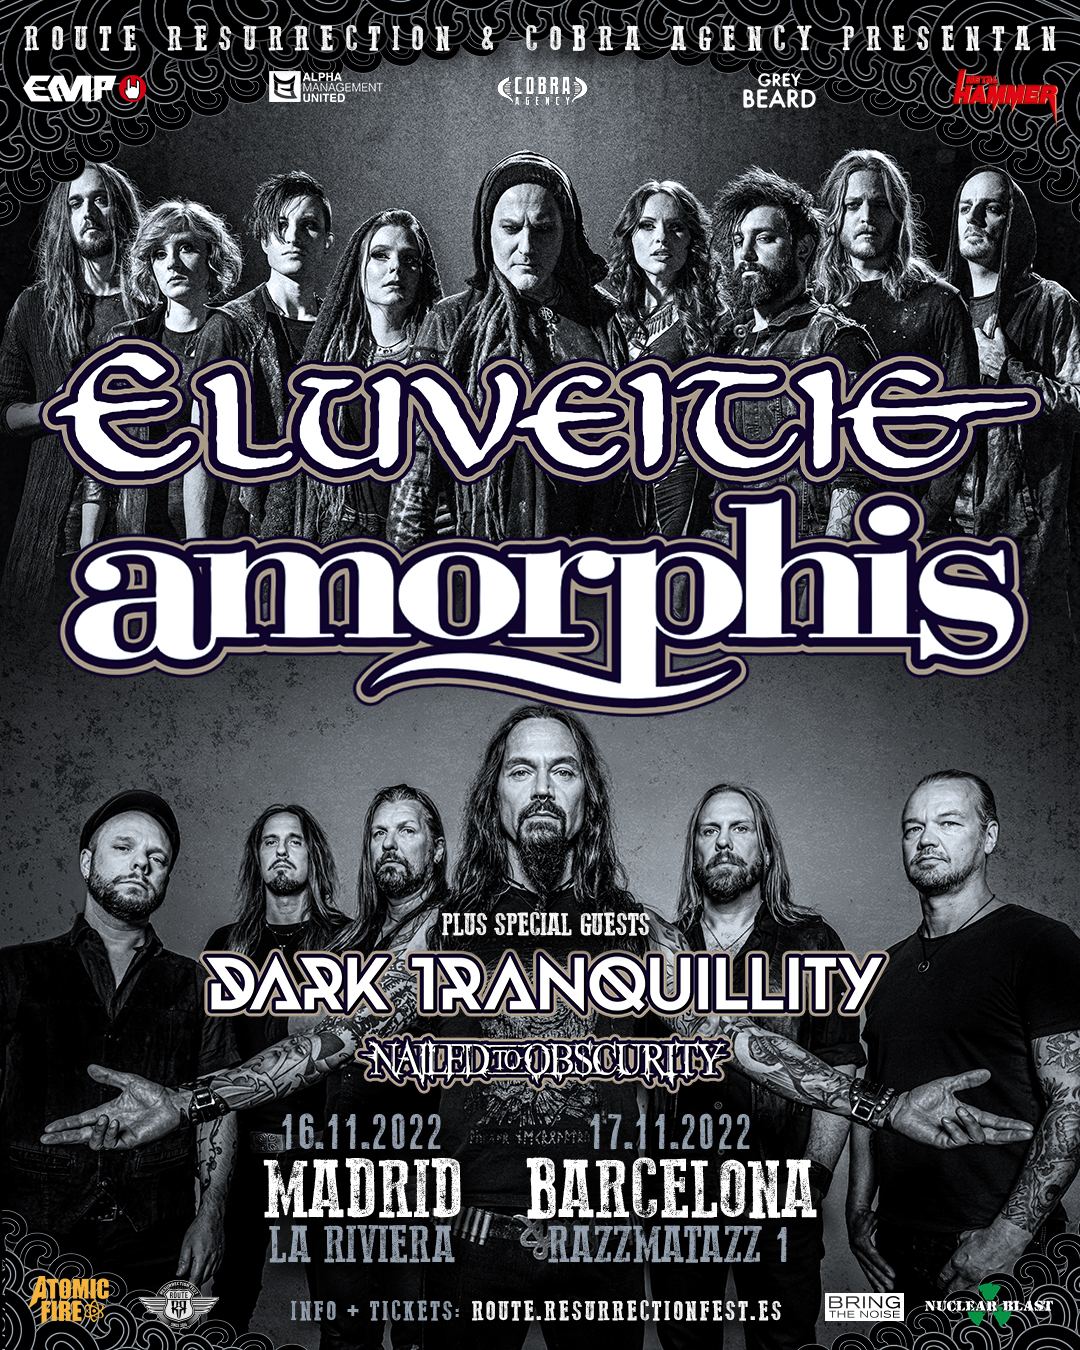 ROUTE RESURRECTION & COBRA AGENCY PRESENTAN
EMP
ALPHA
MANAGEMENT
UNITED
COBRA
AGENCY
GREY
BEARD
METAL
HAMMER
ELUVEITIE
amorphis
PLUS SPECIAL GUESTS
DARK TRANQUILLITY
NAILED TO OBSCURITY
16.11.2022
MADRID
LA RIVIERA
17.11.2022
BARCELONA
RAZZMATAZZ 1
ATOMIC
FIRE
ROUTE
INFO + TICKETS: ROUTE.RESURRECTIONFEST.ES
BRING
THE NOISE
NUCLEAR BLAST